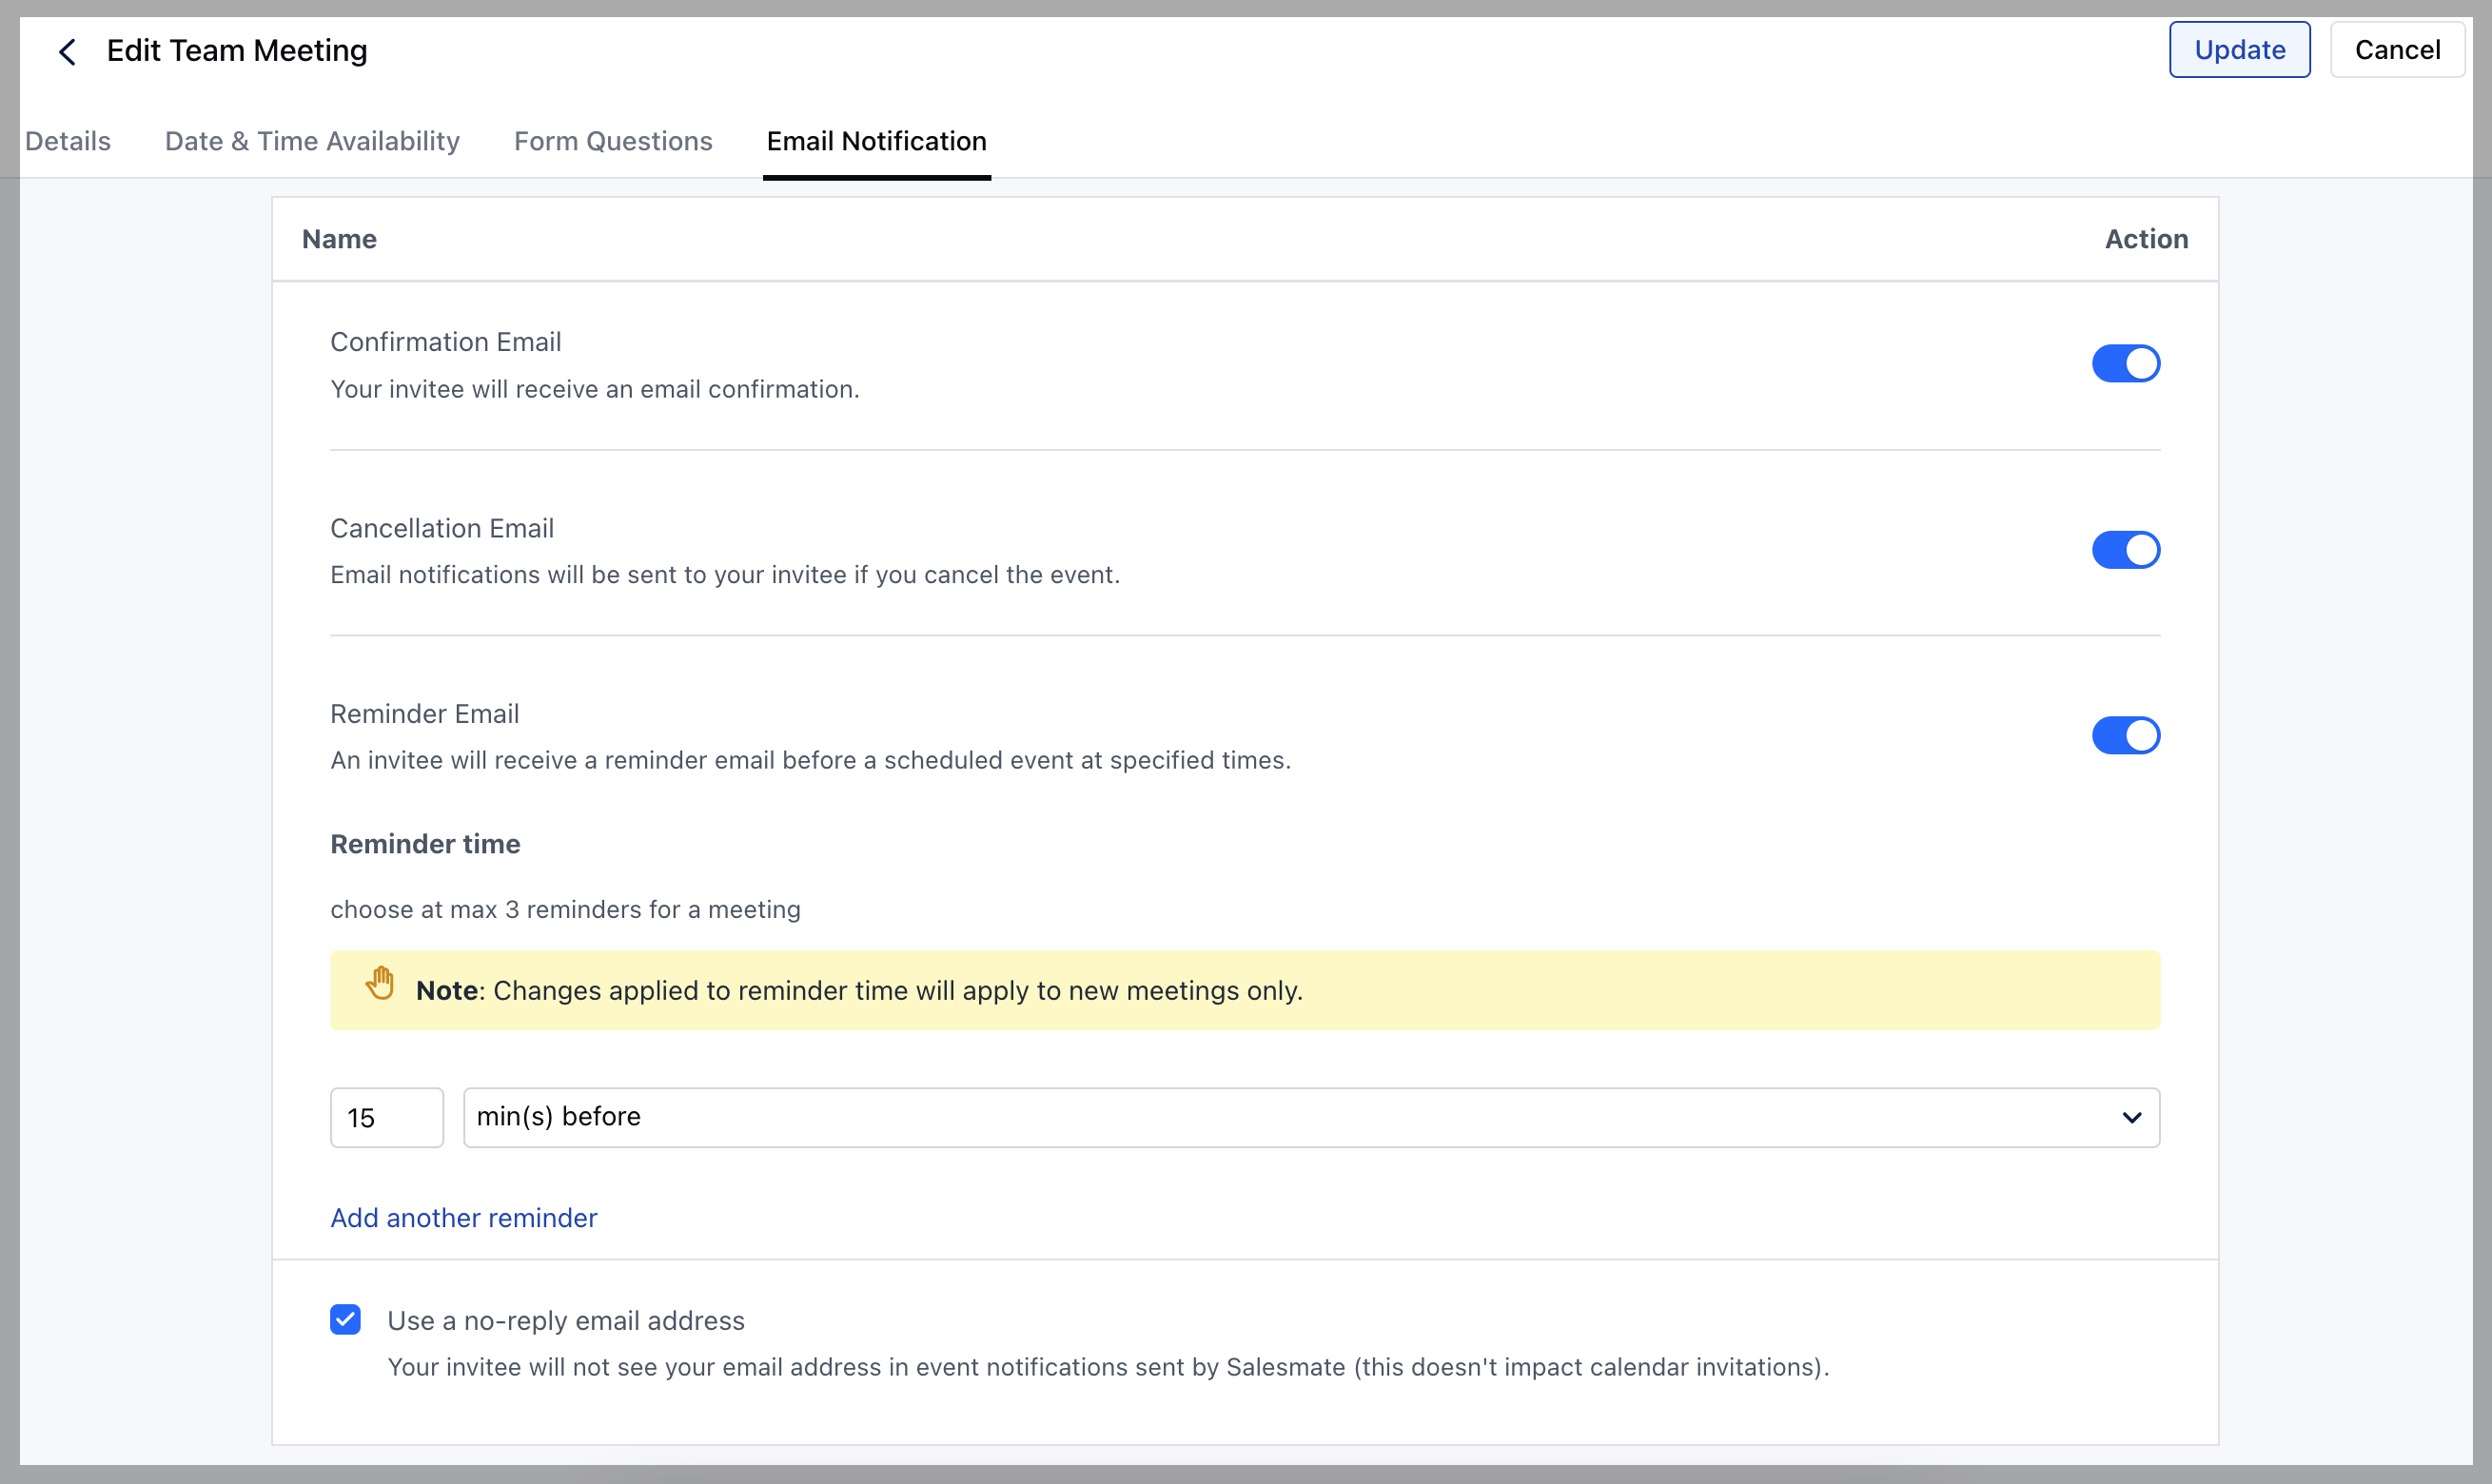 Edit Team Meeting
Update
Cancel
Details
Date & Time Availability
Form Questions
Email Notification
Name
Action
Confirmation Email
Your invitee will receive an email confirmation.
Cancellation Email
Email notifications will be sent to your invitee if you cancel the event.
Reminder Email
An invitee will receive a reminder email before a scheduled event at specified times.
Reminder time
choose at max 3 reminders for a meeting
Note: Changes applied to reminder time will apply to new meetings only.
15
min(s) before
Add another reminder
Use a no-reply email address
Your invitee will not see your email address in event notifications sent by Salesmate (this doesn't impact calendar invitations).